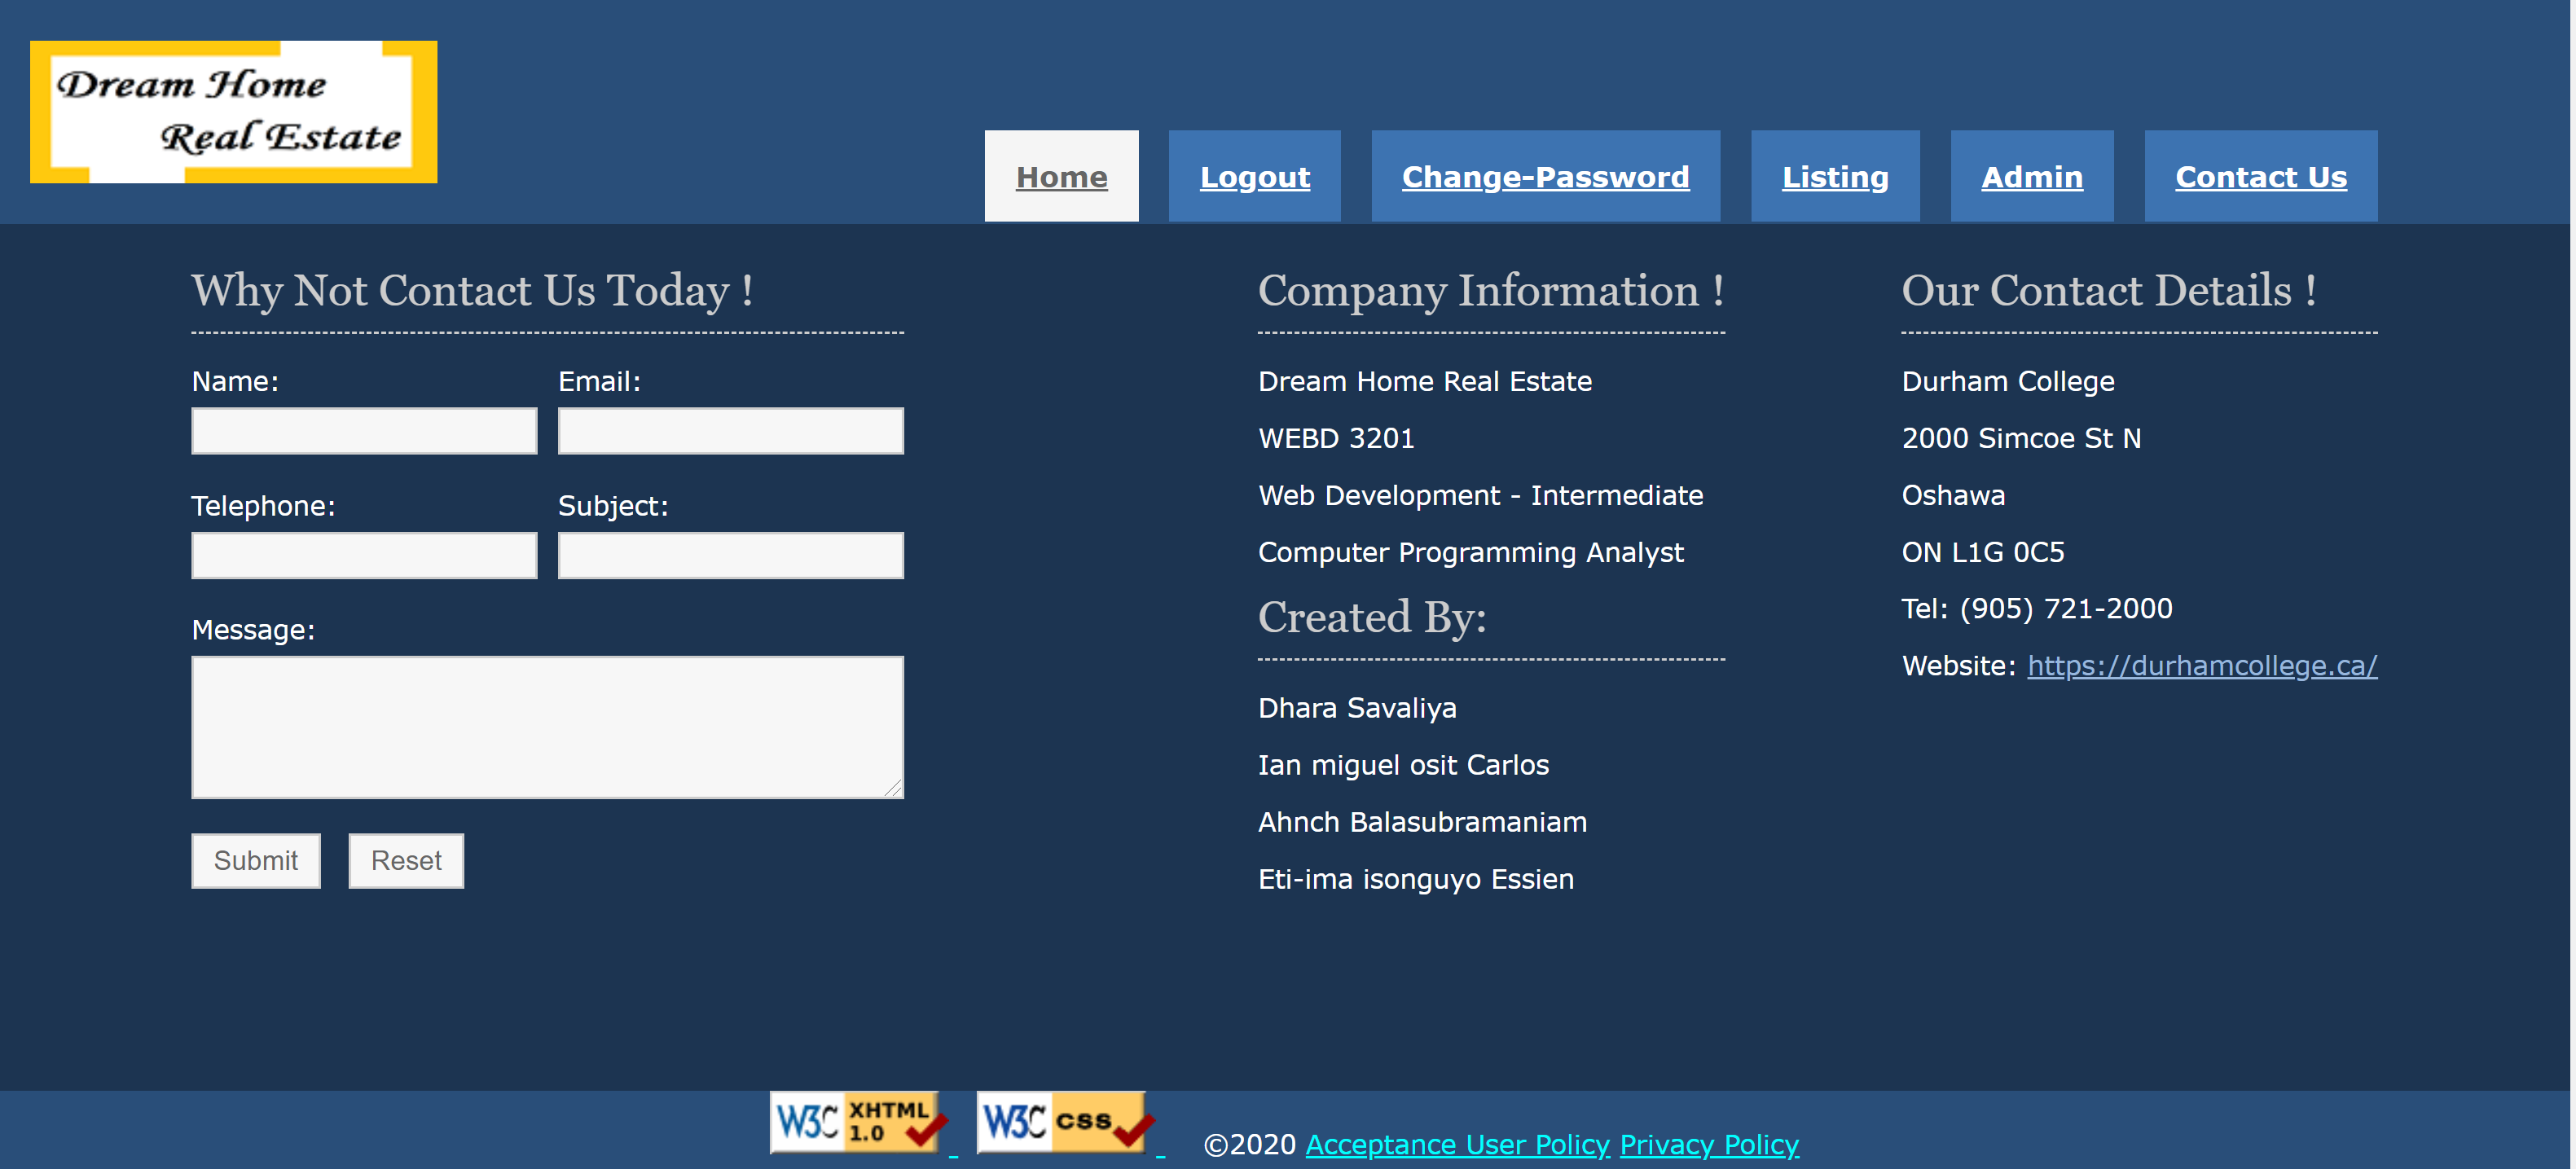 Dream Home
Real Estate
Home
Logout
Change-Password
Listing
Admin
Contact Us
Why Not Contact Us Today !
Name:
Email:
Telephone:
Subject:
Message:
Submit
Reset
Company Information !
Dream Home Real Estate
WEBD 3201
Web Development - Intermediate
Computer Programming Analyst
Created By:
Dhara Savaliya
Ian miguel osit Carlos
Ahnch Balasubramaniam
Eti-ima isonguyo Essien
Our Contact Details !
Durham College
2000 Simcoe St N
Oshawa
ON L1G 0C5
Tel: (905) 721-2000
Website: https://durhamcollege.ca/
W3C XHTML 1.0
W3C css
©2020 Acceptance User Policy Privacy Policy